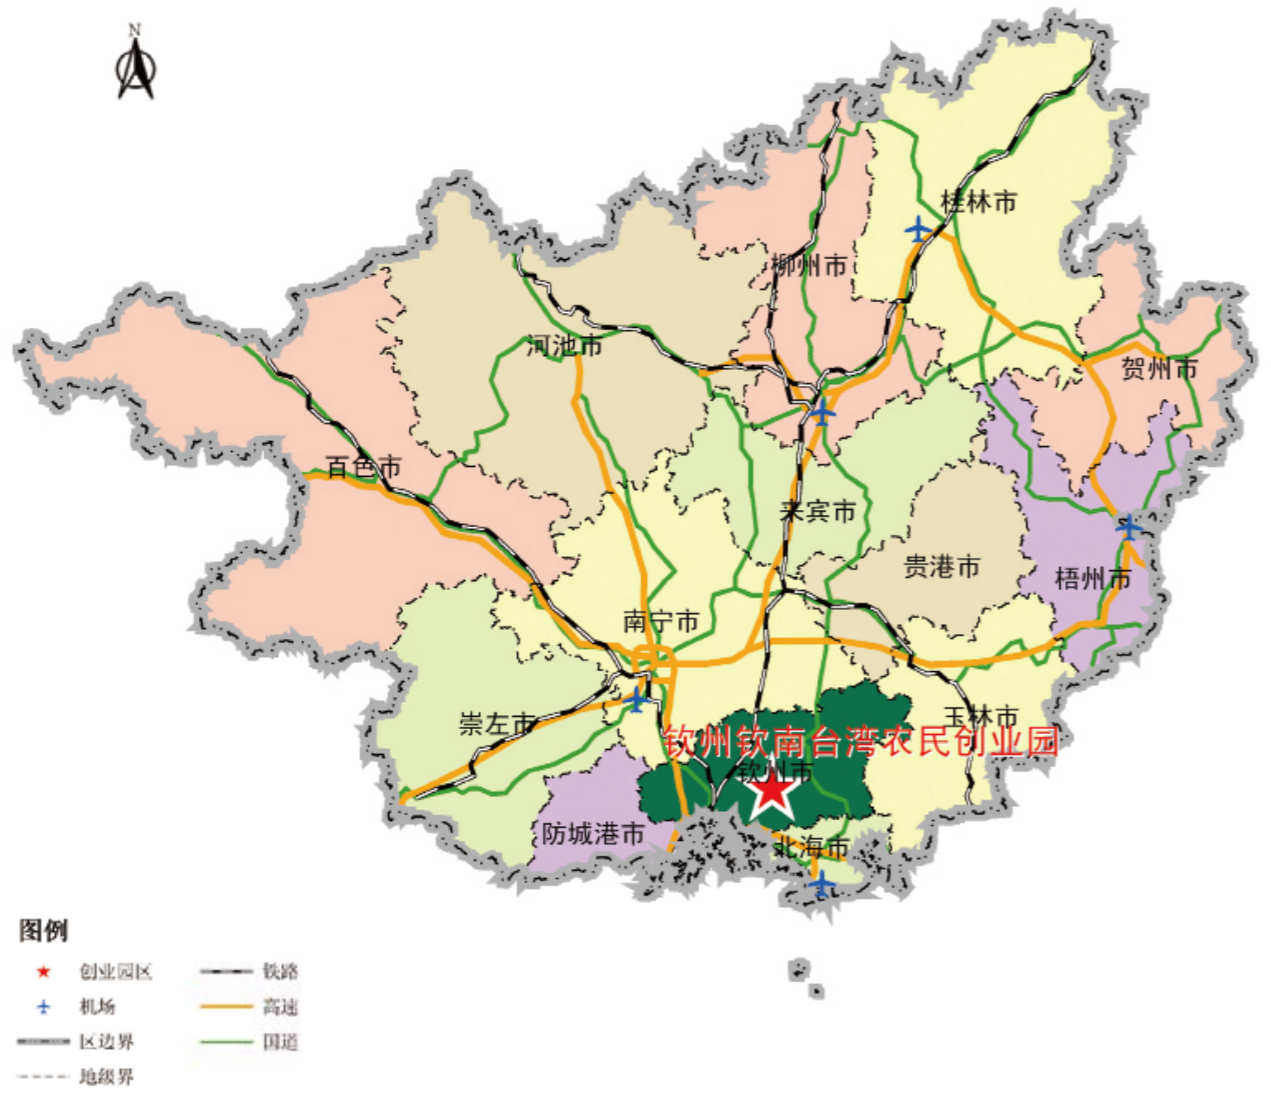 N
桂林市
柳州市
河池市
贺州市
百色市
来宾市
贵港市
梧州市
南宁市
崇左市
玉林市
钦州钦南台湾农民创业园
钦州市
防城港市
北海市
图例
创业园区
铁路
机场
高速
区边界
国道
地级界